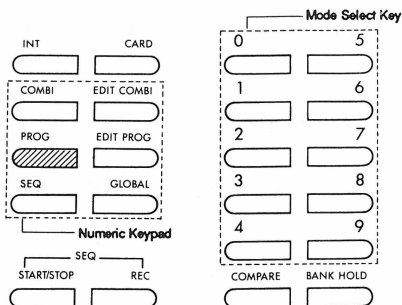 Mode Select Key
INT CARD
COMBI EDIT COMBI
PROG EDIT PROG
SEQ GLOBAL
Numeric Keypad
SEQ
START/STOP REC
0 5
1 6
2 7
3 8
4 9
COMPARE BANK HOLD